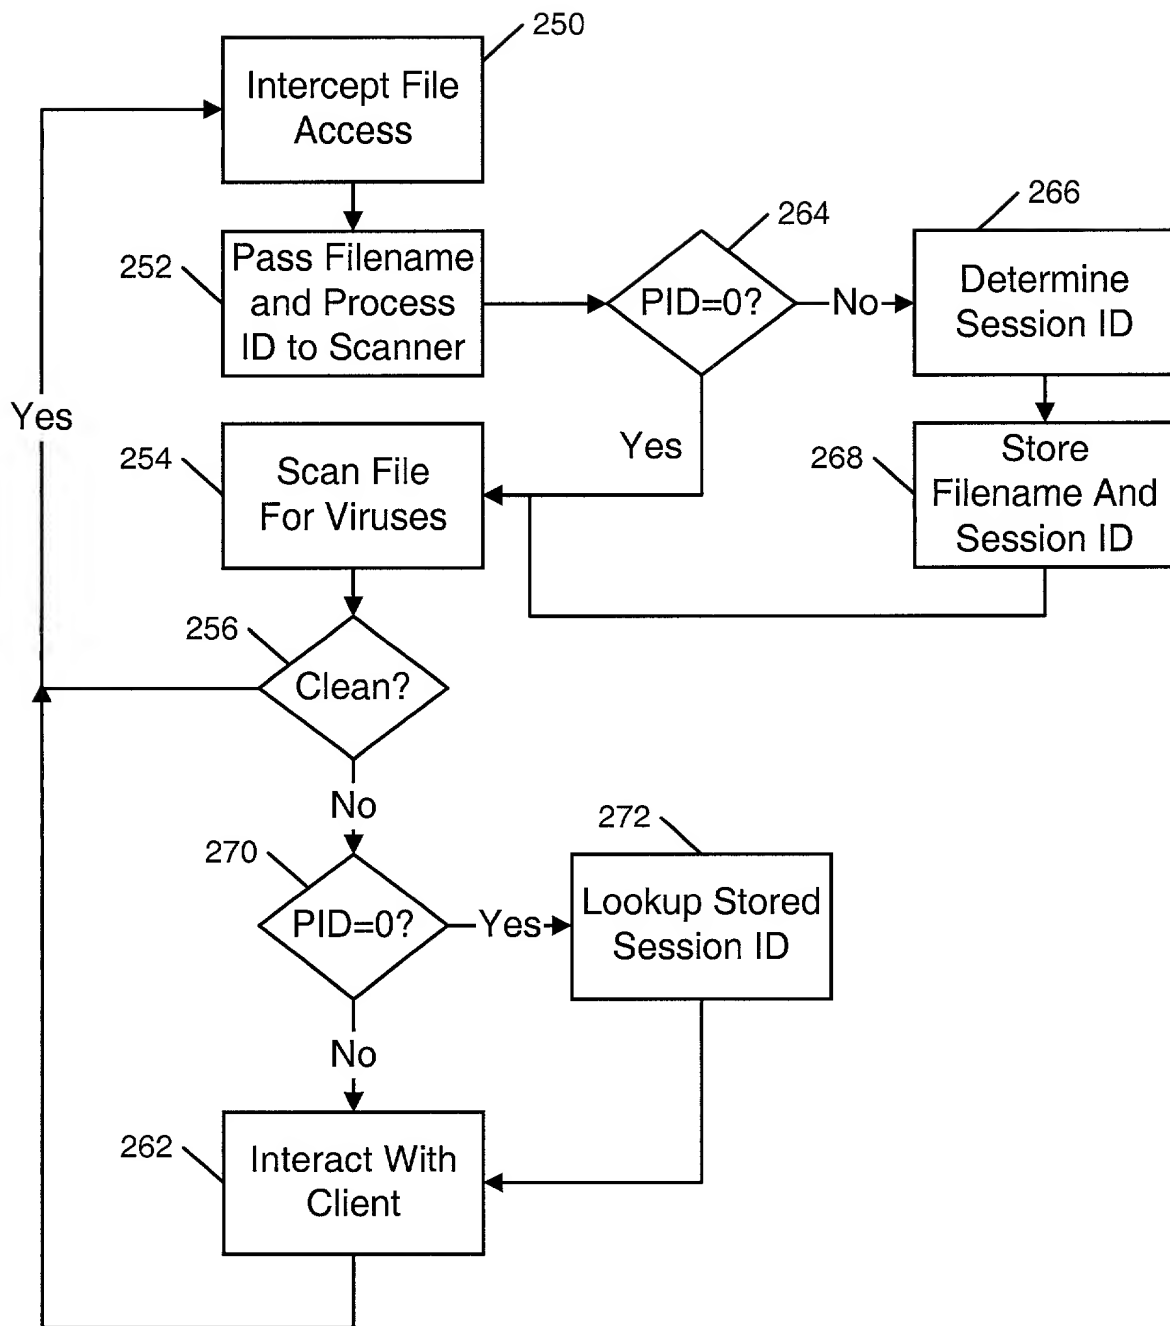 250
Intercept File
Access
264
266
252
Pass Filename
and Process
ID to Scanner
PID=0?
No
Determine
Session ID
Yes
Yes
254
Scan File
For Viruses
268
Store
Filename And
Session ID
256
Clean?
No
272
270
PID=0?
Yes
Lookup Stored
Session ID
No
262
Interact With
Client